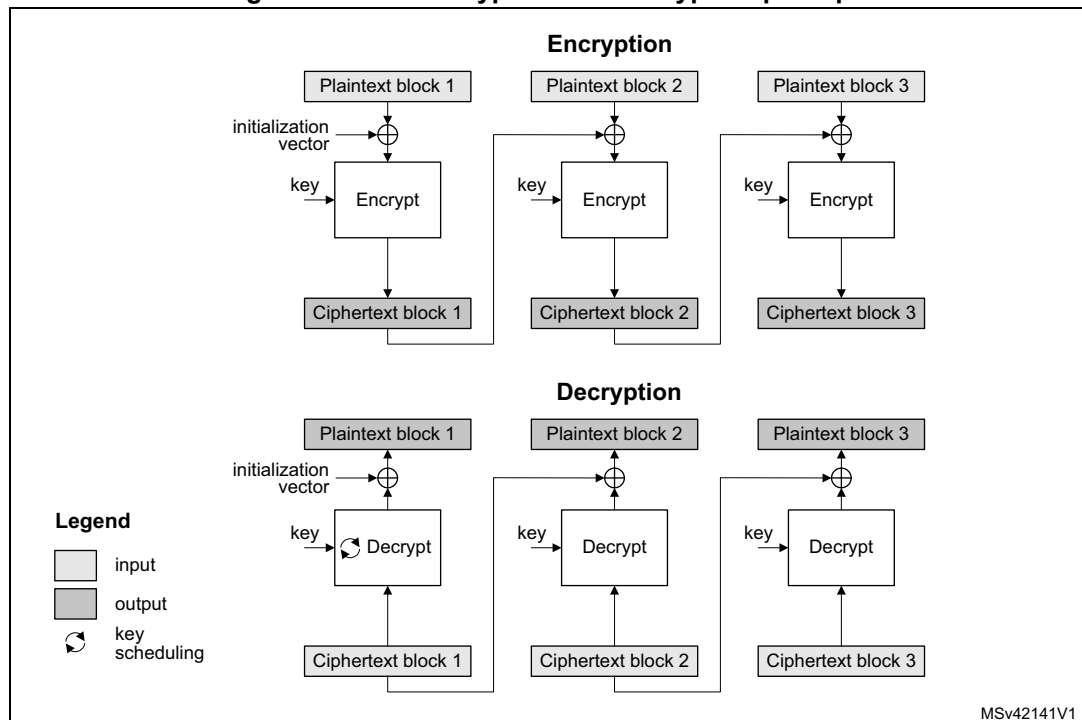 Encryption
Plaintext block 1
Plaintext block 2
Plaintext block 3
initialization
vector
key
Encrypt
key
Encrypt
key
Encrypt
Ciphertext block 1
Ciphertext block 2
Ciphertext block 3
Decryption
Plaintext block 1
Plaintext block 2
Plaintext block 3
initialization
vector
key
Decrypt
key
Decrypt
key
Decrypt
Ciphertext block 1
Ciphertext block 2
Ciphertext block 3
Legend
input
output
key
scheduling
MSv42141V1